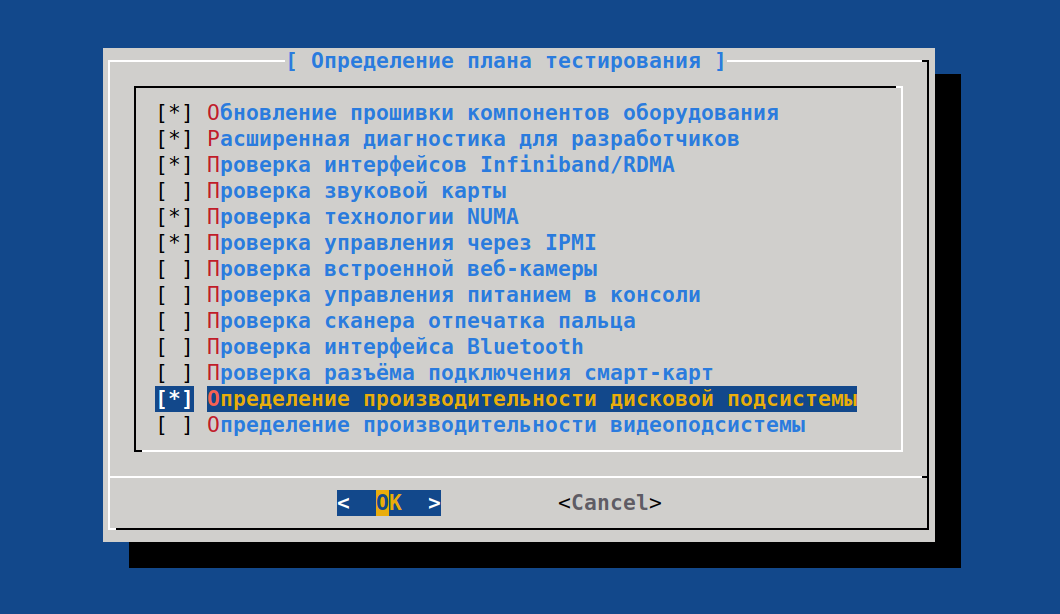 [ Определение плана тестирования ]
[*] Обновление прошивки компонентов оборудования
[*] Расширенная диагностика для разработчиков
[*] Проверка интерфейсов Infiniband/RDMA
[ ] Проверка звуковой карты
[*] Проверка технологии NUMA
[*] Проверка управления через IPMI
[ ] Проверка встроенной веб-камеры
[ ] Проверка управления питанием в консоли
[ ] Проверка сканера отпечатка пальца
[ ] Проверка интерфейса Bluetooth
[ ] Проверка разъёма подключения смарт-карт
[*] Определение производительности дисковой подсистемы
[ ] Определение производительности видеоподсистемы
<  OK  > <Cancel>